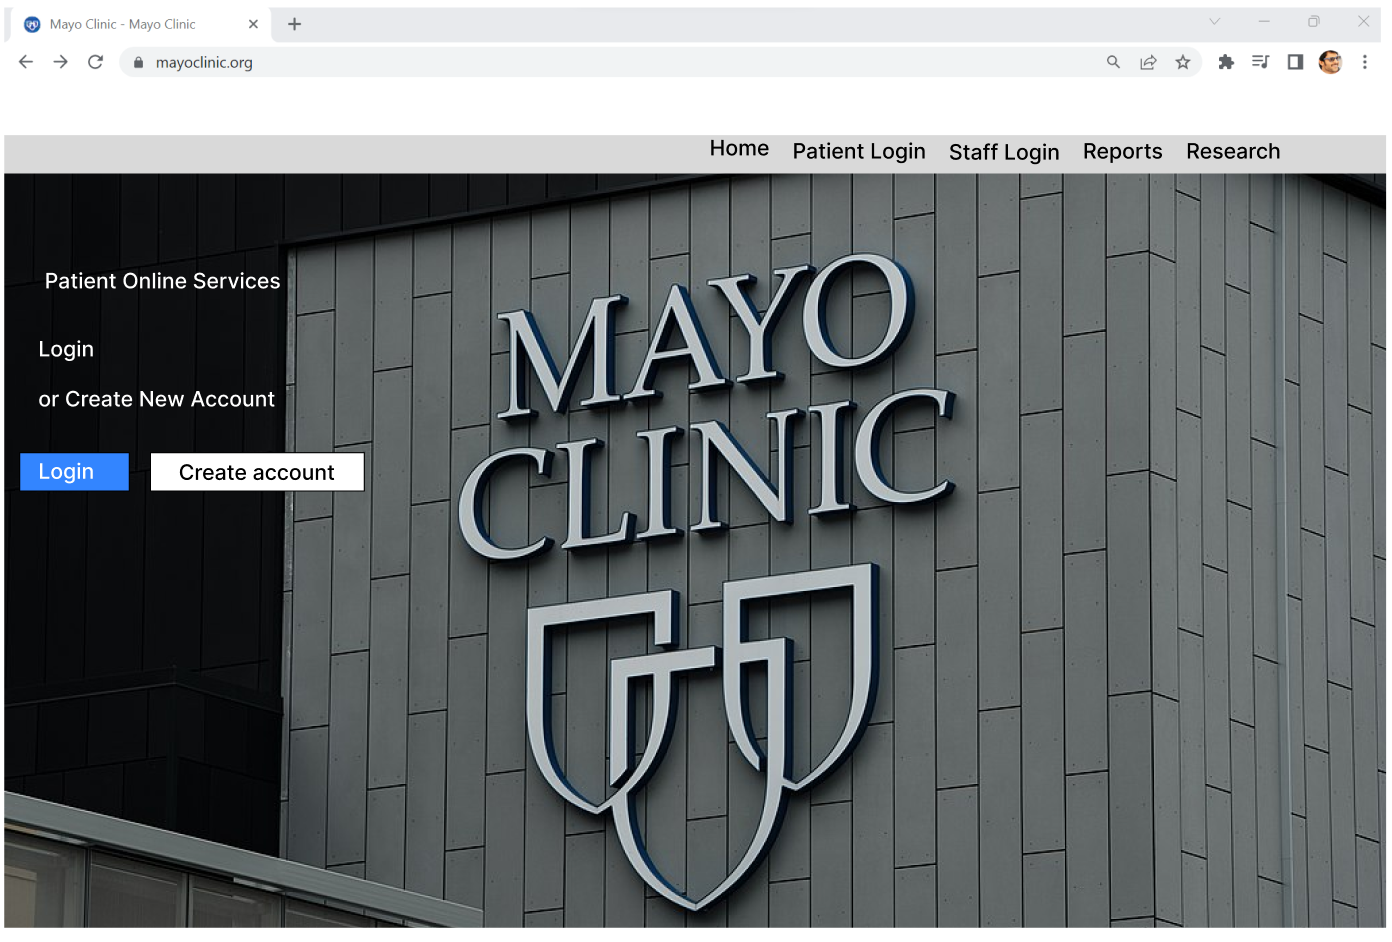 Mayo Clinic - Mayo Clinic
mayoclinic.org
Home Patient Login Staff Login Reports Research
Patient Online Services
Login
or Create New Account
Login Create account
MAYO
CLINIC